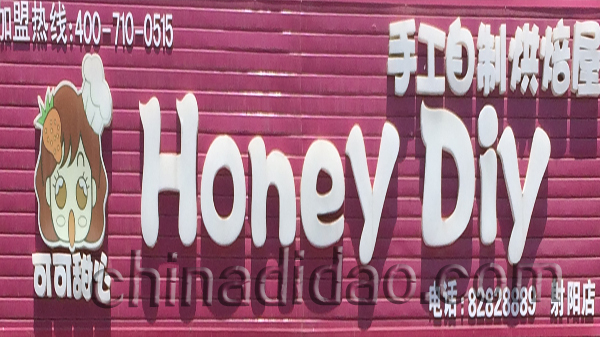 加盟热线:400-710-0515
手工自制烘焙屋
Honey Diy
可可甜心
chinadidao.com
电话:82828889 射阳店